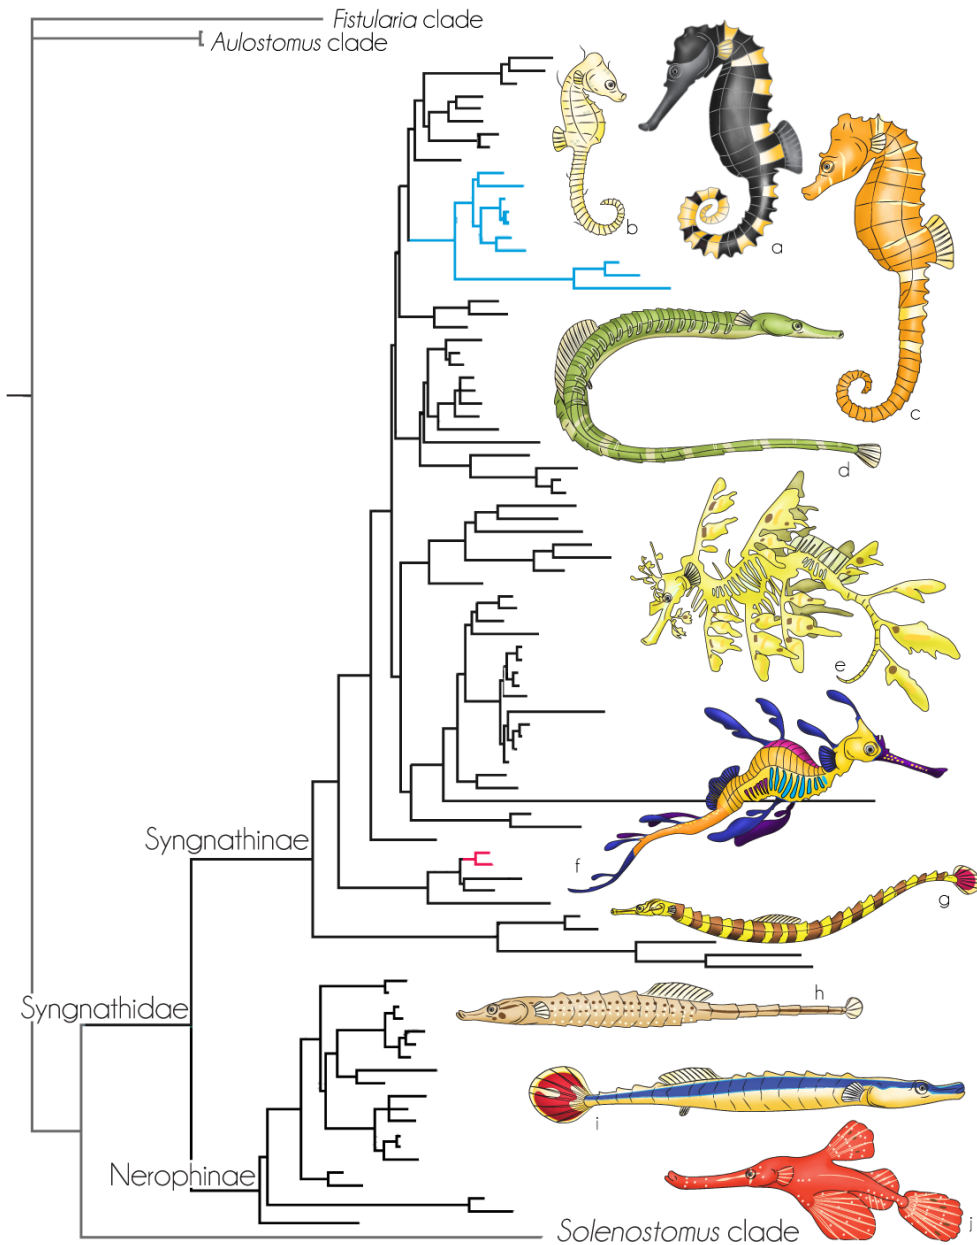 Fistularia clade
Aulostomus clade
b
a
c
d
e
Syngnathinae
f
g
Syngnathidae
h
i
Nerophinae
j
Solenostomus clade